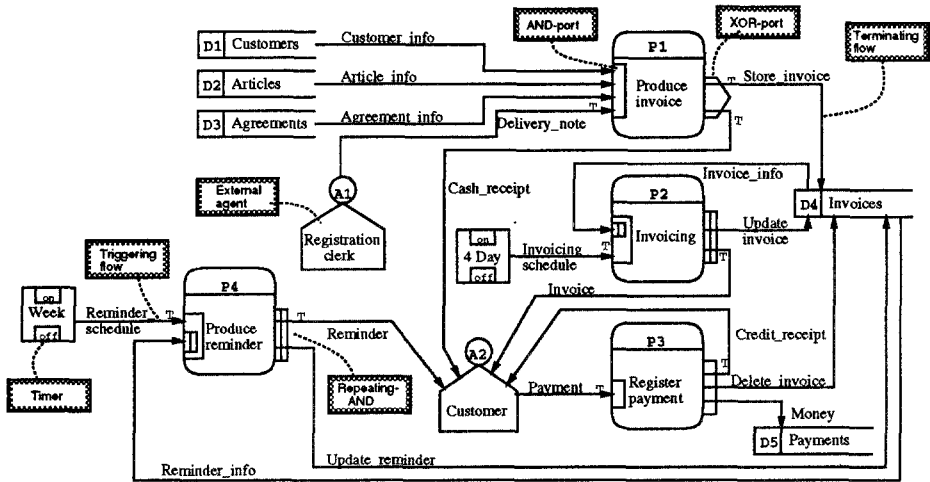 AND-port
XOR-port
Terminating flow
D1 Customers
Customer_info
D2 Articles
Article_info
D3 Agreements
Agreement_info
T
Delivery_note
P1
Produce invoice
T
Store_invoice
T
External agent
A1
Registration clerk
Cash_receipt
Invoice_info
P2
Invoicing
D4 Invoices
Update invoice
on
4 Day
off
Invoicing schedule
T
T
Invoice
Triggering flow
on
Week
off
Reminder schedule
T
P4
Produce reminder
T
Reminder
Timer
Repeating-AND
A2
Customer
Payment
T
P3
Register payment
T
Credit_receipt
Delete_invoice
Money
D5 Payments
Reminder_info
Update_reminder